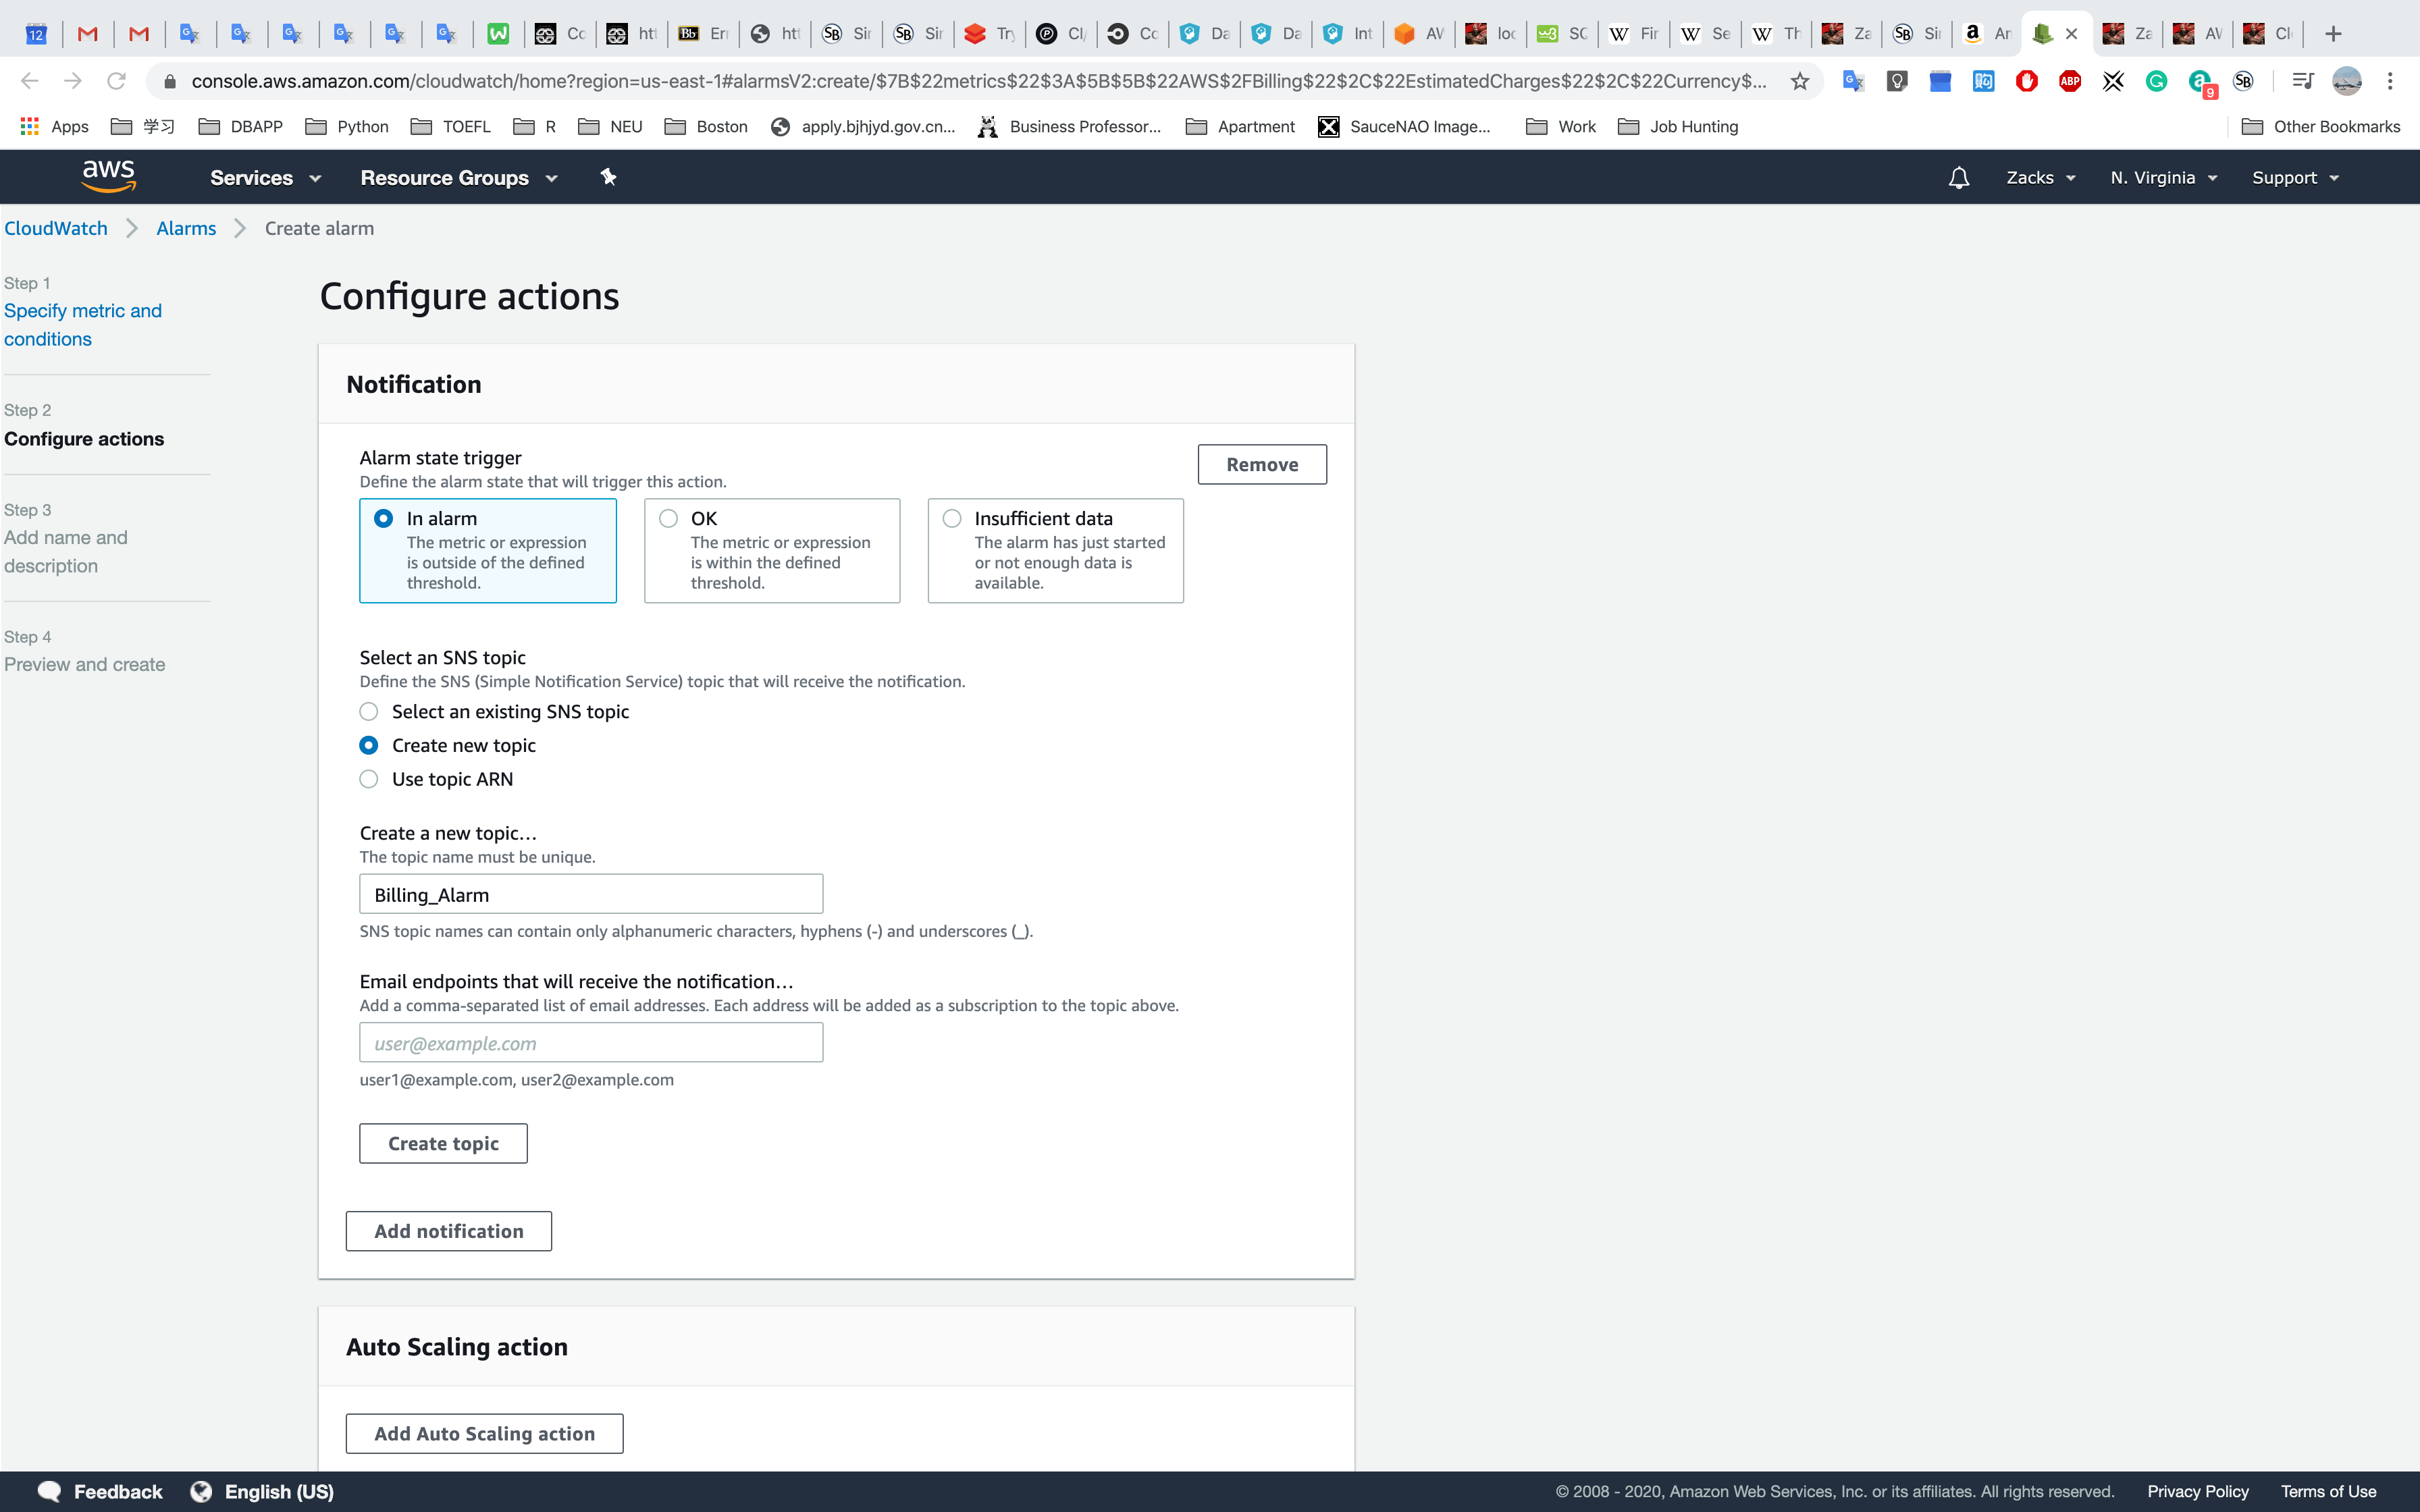 12 Co htt Err htt Sir Sir Try CI/ Co Da Da Int AW loc SC Fir Se Th Za Sir An Za AV Cl
console.aws.amazon.com/cloudwatch/home?region=us-east-1#alarmsV2:create/$7B$22metrics$22$3A$5B$5B$22AWS$2FBilling$22$2C$22EstimatedCharges$22$2C$22Currency$... ABP 9 SB
Apps 学习 DBAPP Python TOEFL R NEU Boston apply.bjhjyd.gov.cn... Business Professor... Apartment SauceNAO Image... Work Job Hunting Other Bookmarks
aws Services Resource Groups Zacks N. Virginia Support
CloudWatch Alarms Create alarm
Step 1
Specify metric and
conditions
Step 2
Configure actions
Step 3
Add name and
description
Step 4
Preview and create
Configure actions
Notification
Alarm state trigger
Define the alarm state that will trigger this action.
Remove
In alarm
The metric or expression
is outside of the defined
threshold.
OK
The metric or expression
is within the defined
threshold.
Insufficient data
The alarm has just started
or not enough data is
available.
Select an SNS topic
Define the SNS (Simple Notification Service) topic that will receive the notification.
Select an existing SNS topic
Create new topic
Use topic ARN
Create a new topic…
The topic name must be unique.
Billing_Alarm
SNS topic names can contain only alphanumeric characters, hyphens (-) and underscores (_).
Email endpoints that will receive the notification…
Add a comma-separated list of email addresses. Each address will be added as a subscription to the topic above.
user@example.com
user1@example.com, user2@example.com
Create topic
Add notification
Auto Scaling action
Add Auto Scaling action
Feedback English (US) © 2008 - 2020, Amazon Web Services, Inc. or its affiliates. All rights reserved. Privacy Policy Terms of Use